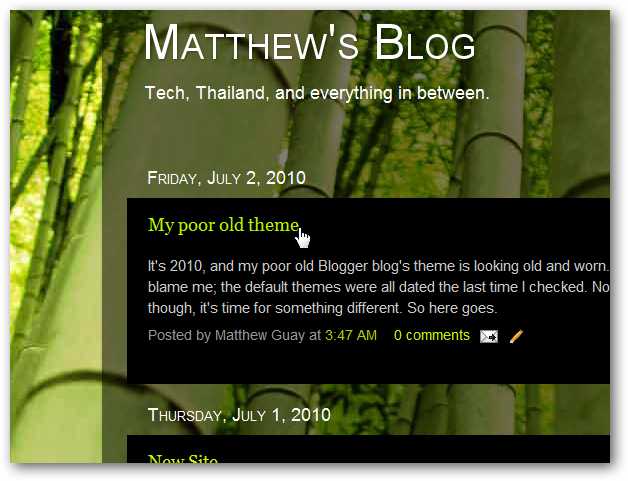 Matthew's Blog
Tech, Thailand, and everything in between.
Friday, July 2, 2010
My poor old theme
It's 2010, and my poor old Blogger blog's theme is looking old and worn.
blame me; the default themes were all dated the last time I checked. No
though, it's time for something different. So here goes.
Posted by Matthew Guay at 3:47 AM 0 comments
Thursday, July 1, 2010
New Site